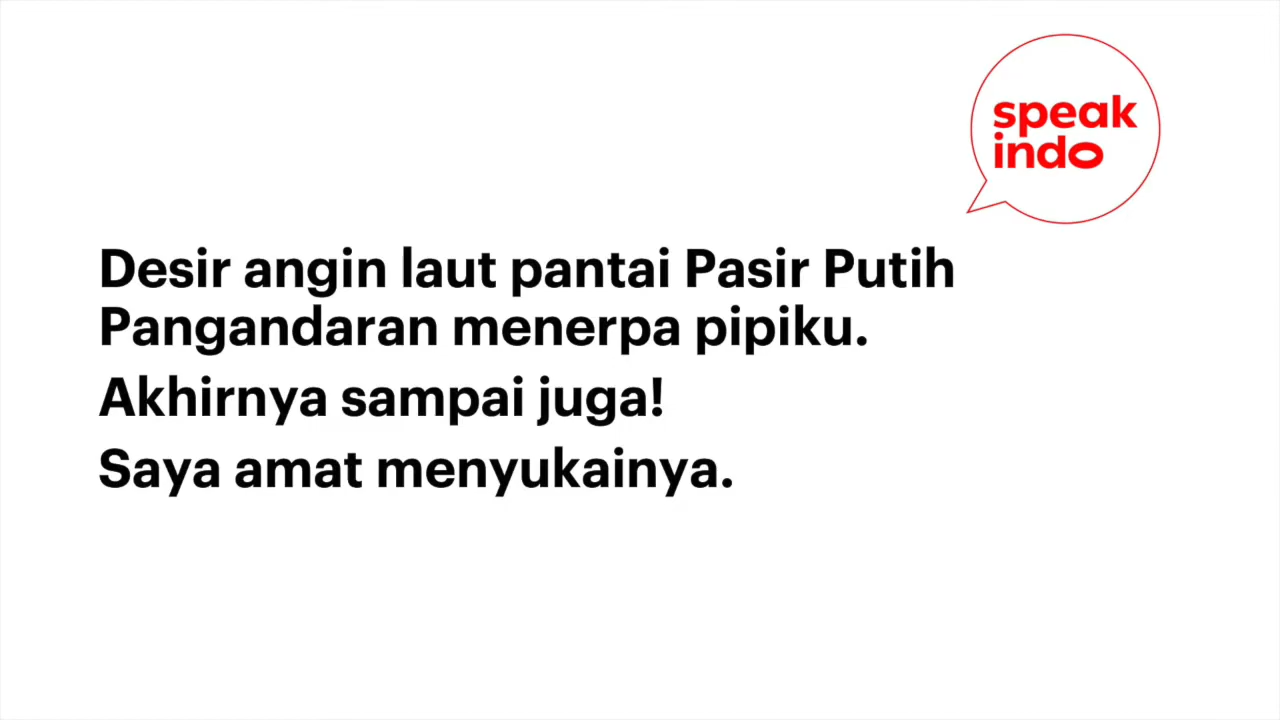 speak
indo
Desir angin laut pantai Pasir Putih
Pangandaran menerpa pipiku.
Akhirnya sampai juga!
Saya amat menyukainya.